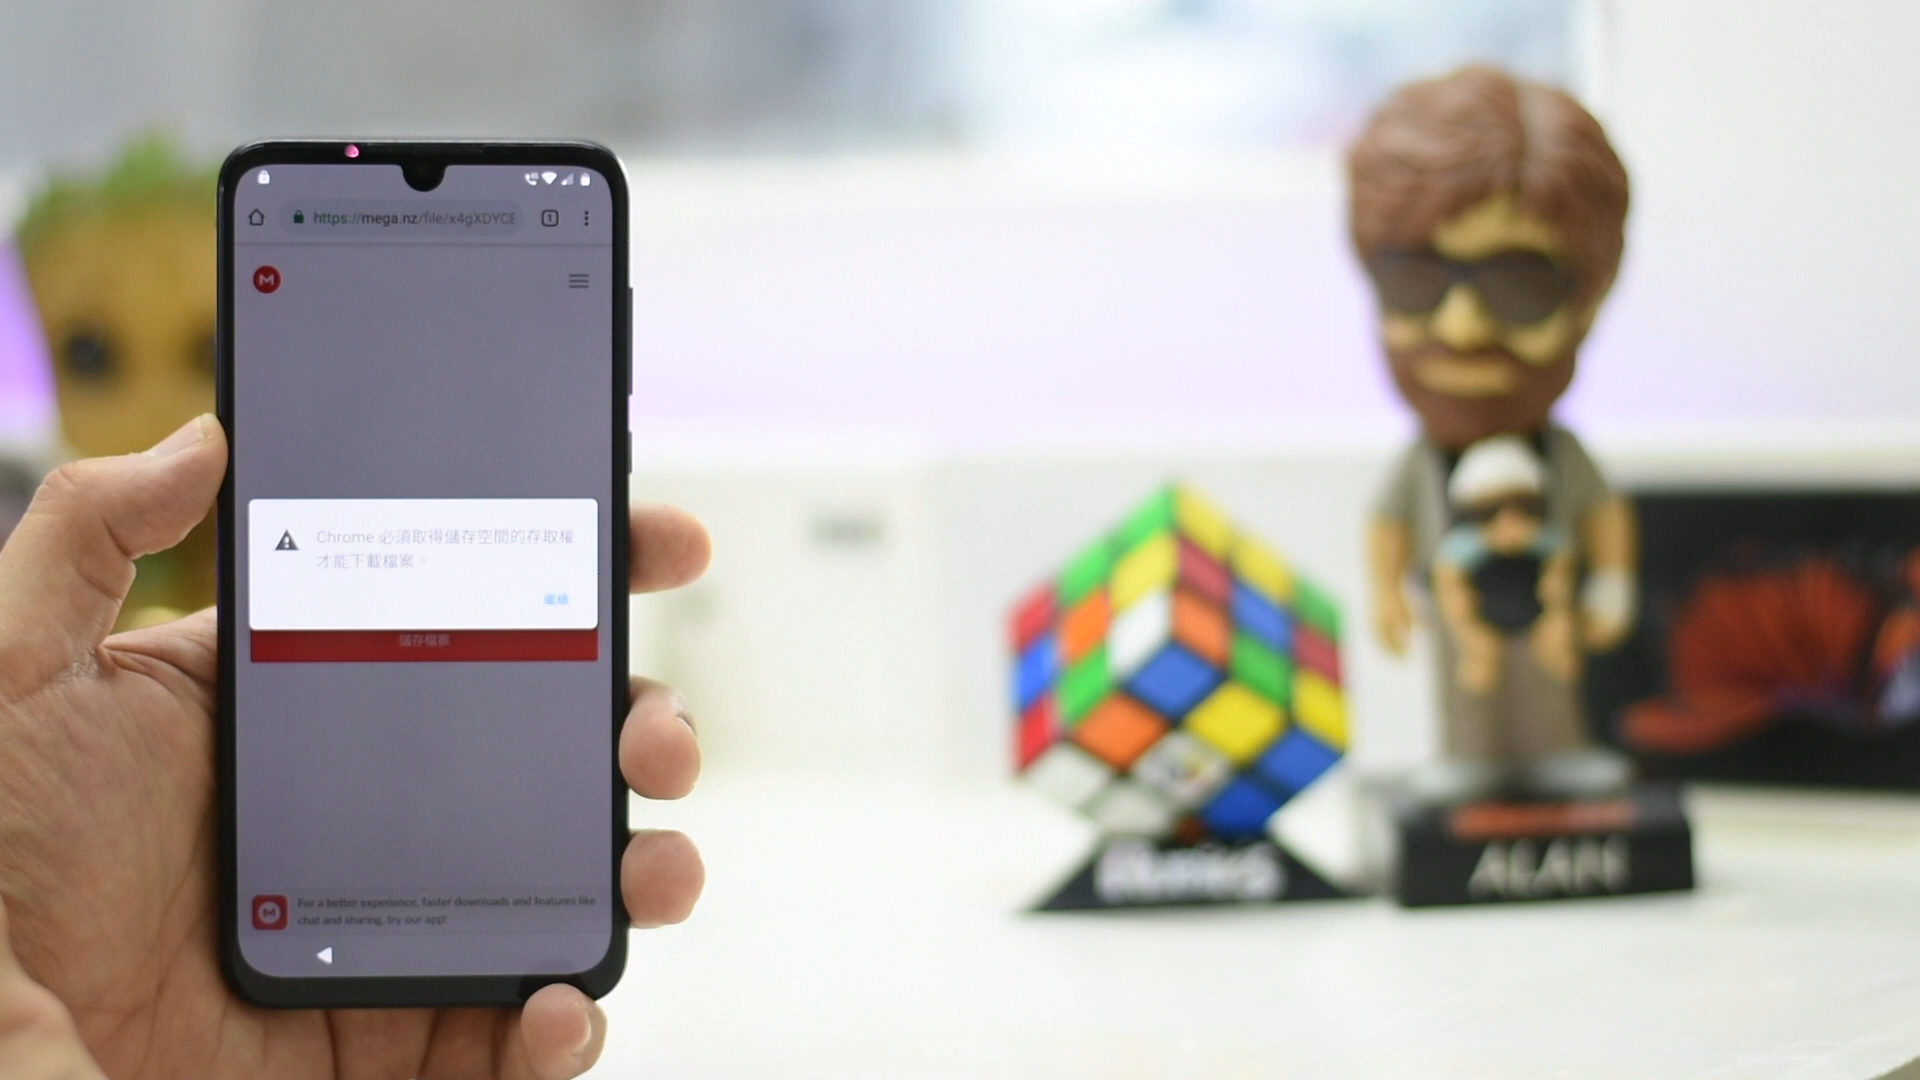 https://mega.nz/file/x4gXDYCE
1
M
Chrome 必須取得儲存空間的存取權
才能下載檔案。
繼續
儲存檔案
M
For a better experience, faster downloads and features like
chat and sharing, try our app!
Rubik's
ALAN